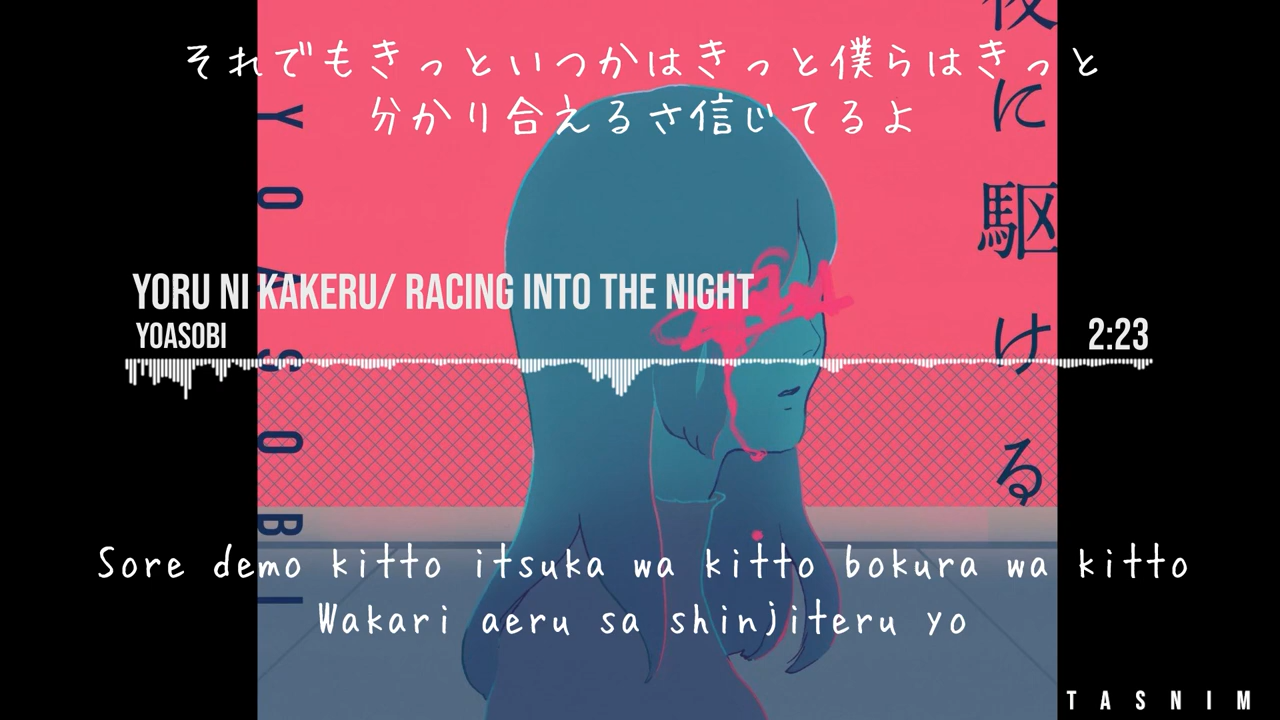 それでもきっといつかはきっと僕らはきっと
分かり合えるさ信じてるよ
夜に駆ける
YOASOBI
YORU NI KAKERU/ RACING INTO THE NIGHT
YOASOBI
2:23
Sore demo kitto itsuka wa kitto bokura wa kitto
Wakari aeru sa shinjiteru yo
TASNIM